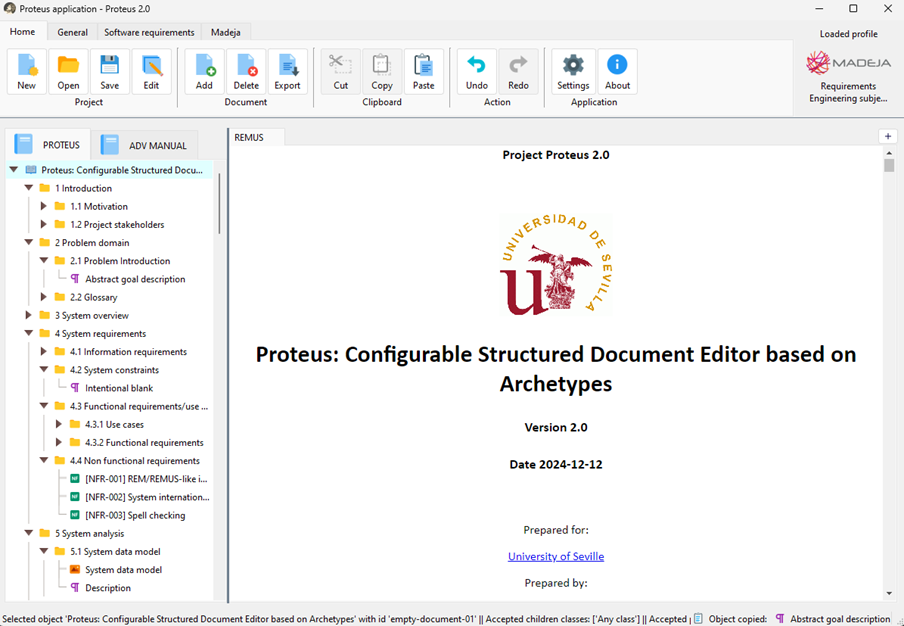 Proteus application - Proteus 2.0
Home General Software requirements Madeja
Loaded profile
MADEJA
Requirements
Engineering subje...
New Open Save Edit Add Delete Export Cut Copy Paste Undo Redo Settings About
Project Document Clipboard Action Application
PROTEUS ADV MANUAL
REMUS
Proteus: Configurable Structured Docu...
1 Introduction
1.1 Motivation
1.2 Project stakeholders
2 Problem domain
2.1 Problem Introduction
Abstract goal description
2.2 Glossary
3 System overview
4 System requirements
4.1 Information requirements
4.2 System constraints
Intentional blank
4.3 Functional requirements/use ...
4.3.1 Use cases
4.3.2 Functional requirements
4.4 Non functional requirements
NF [NFR-001] REM/REMUS-like i...
NF [NFR-002] System internation...
NF [NFR-003] Spell checking
5 System analysis
5.1 System data model
System data model
Description
Project Proteus 2.0
UNIVERSIDAD DE SEVILLA
Proteus: Configurable Structured Document Editor based on
Archetypes
Version 2.0
Date 2024-12-12
Prepared for:
University of Seville
Prepared by:
Selected object 'Proteus: Configurable Structured Document Editor based on Archetypes' with id 'empty-document-01' || Accepted children classes: ['Any class'] || Accepted p Object copied: Abstract goal description